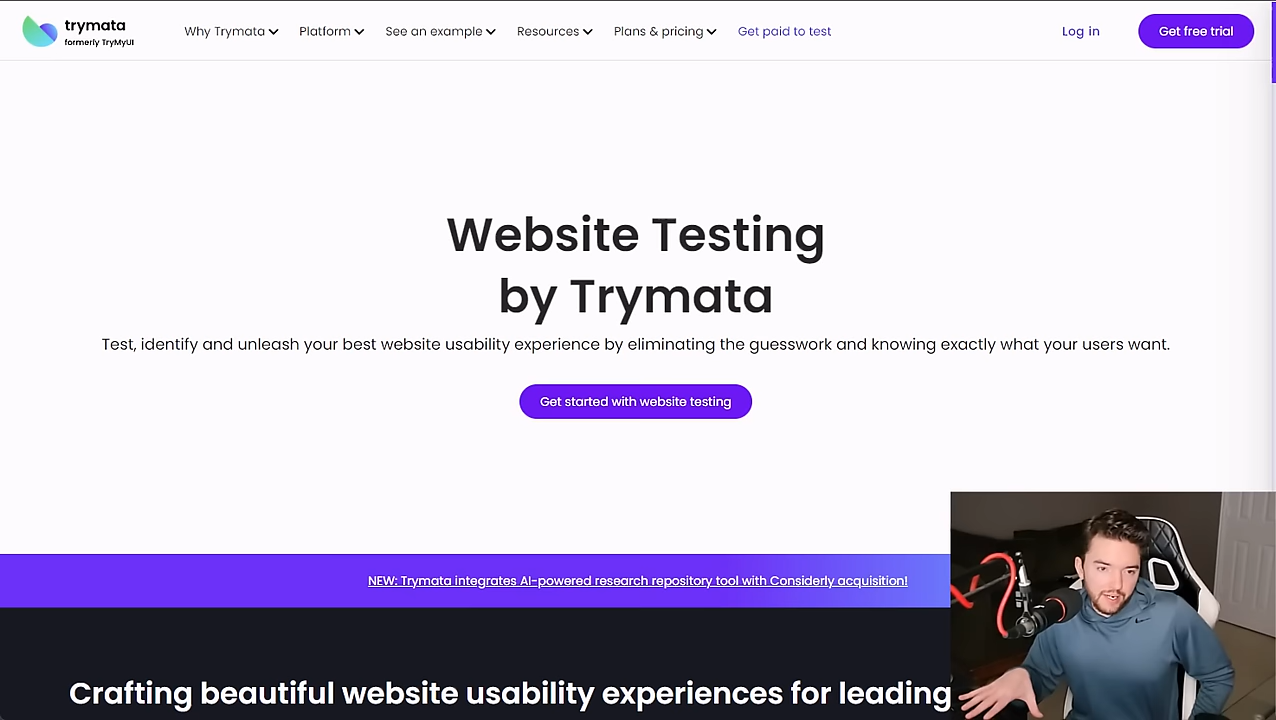 trymata
formerly TryMyUI
Why Trymata
Platform
See an example
Resources
Plans & pricing
Get paid to test
Log in
Get free trial
Website Testing
by Trymata
Test, identify and unleash your best website usability experience by eliminating the guesswork and knowing exactly what your users want.
Get started with website testing
NEW: Trymata integrates AI-powered research repository tool with Considerly acquisition!
Crafting beautiful website usability experiences for leading